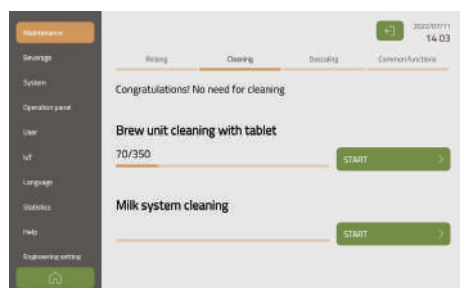 Maintenance
2022/07/11
14 03
Beverage
Rinsing
Cleaning
Descaling
Common functions
System
Congratulations! No need for cleaning
Operation panel
User
Brew unit cleaning with tablet
IoT
70/350
START
Language
Statistics
Milk system cleaning
Help
START
Engineering setting